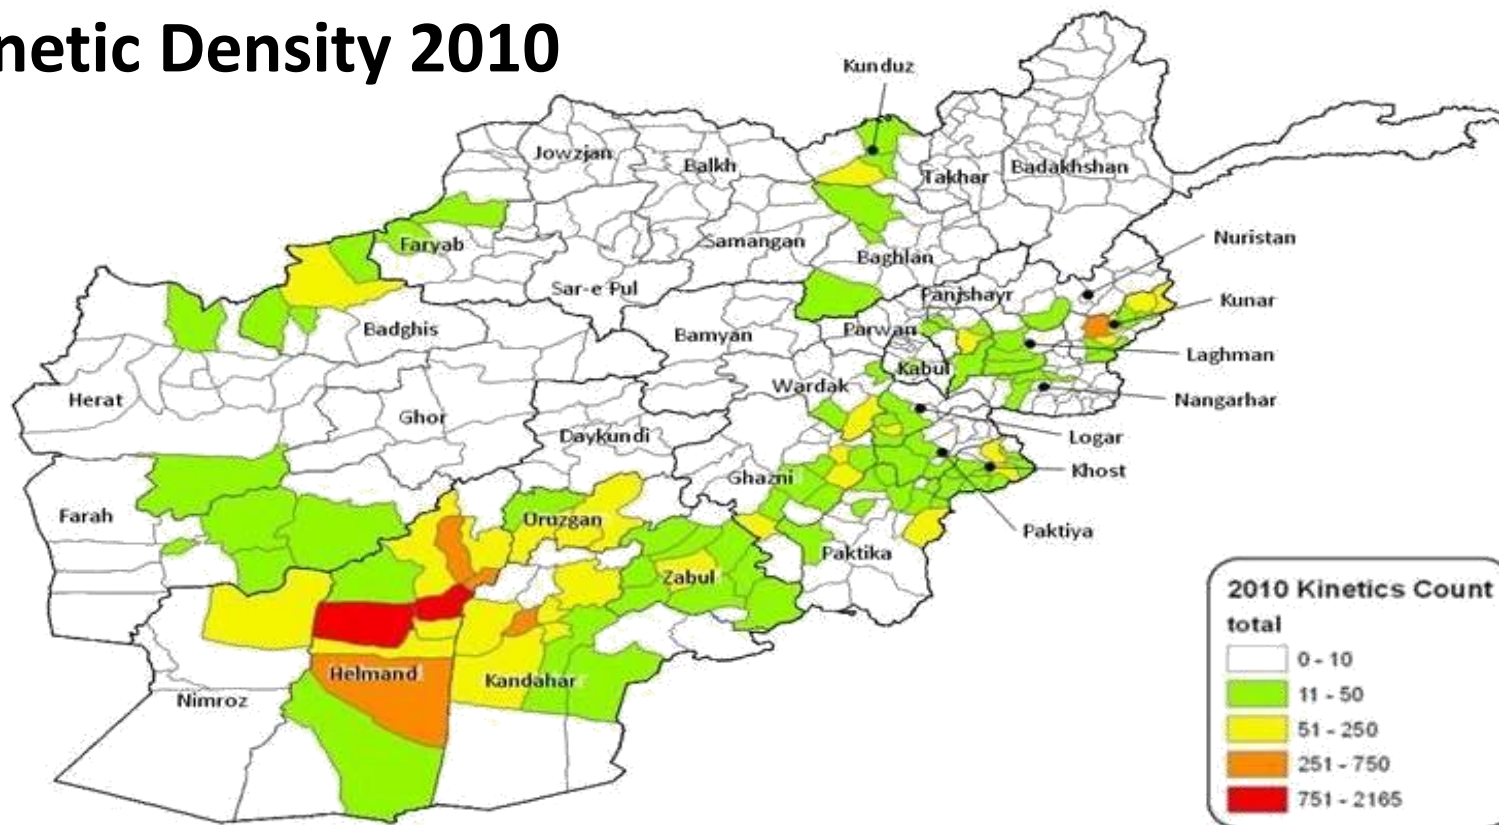 netic Density 2010
Kunduz
Jowzjan
Balkh
Takhar
Badakhshan
Nuristan
Faryab
Samangan
Baghlan
Sar-e Pul
Panjshayr
Kunar
Badghis
Bamyan
Parwan
Laghman
Kabul
Wardak
Herat
Nangarhar
Ghor
Daykundi
Logar
Khost
Ghazni
Farah
Uruzgan
Paktiya
Paktika
Zabul
Helmand
Kandahar
Nimroz
2010 Kinetics Count
total
0 - 10
11 - 50
51 - 250
251 - 750
751 - 2165